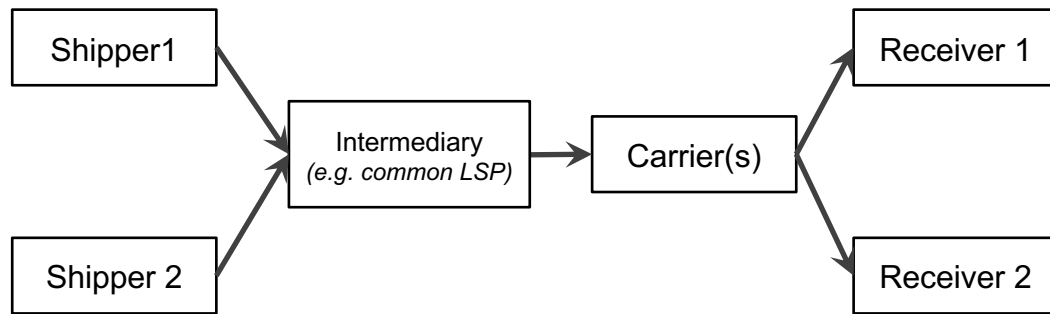 Shipper1
Receiver 1
Intermediary
(e.g. common LSP)
Carrier(s)
Shipper 2
Receiver 2